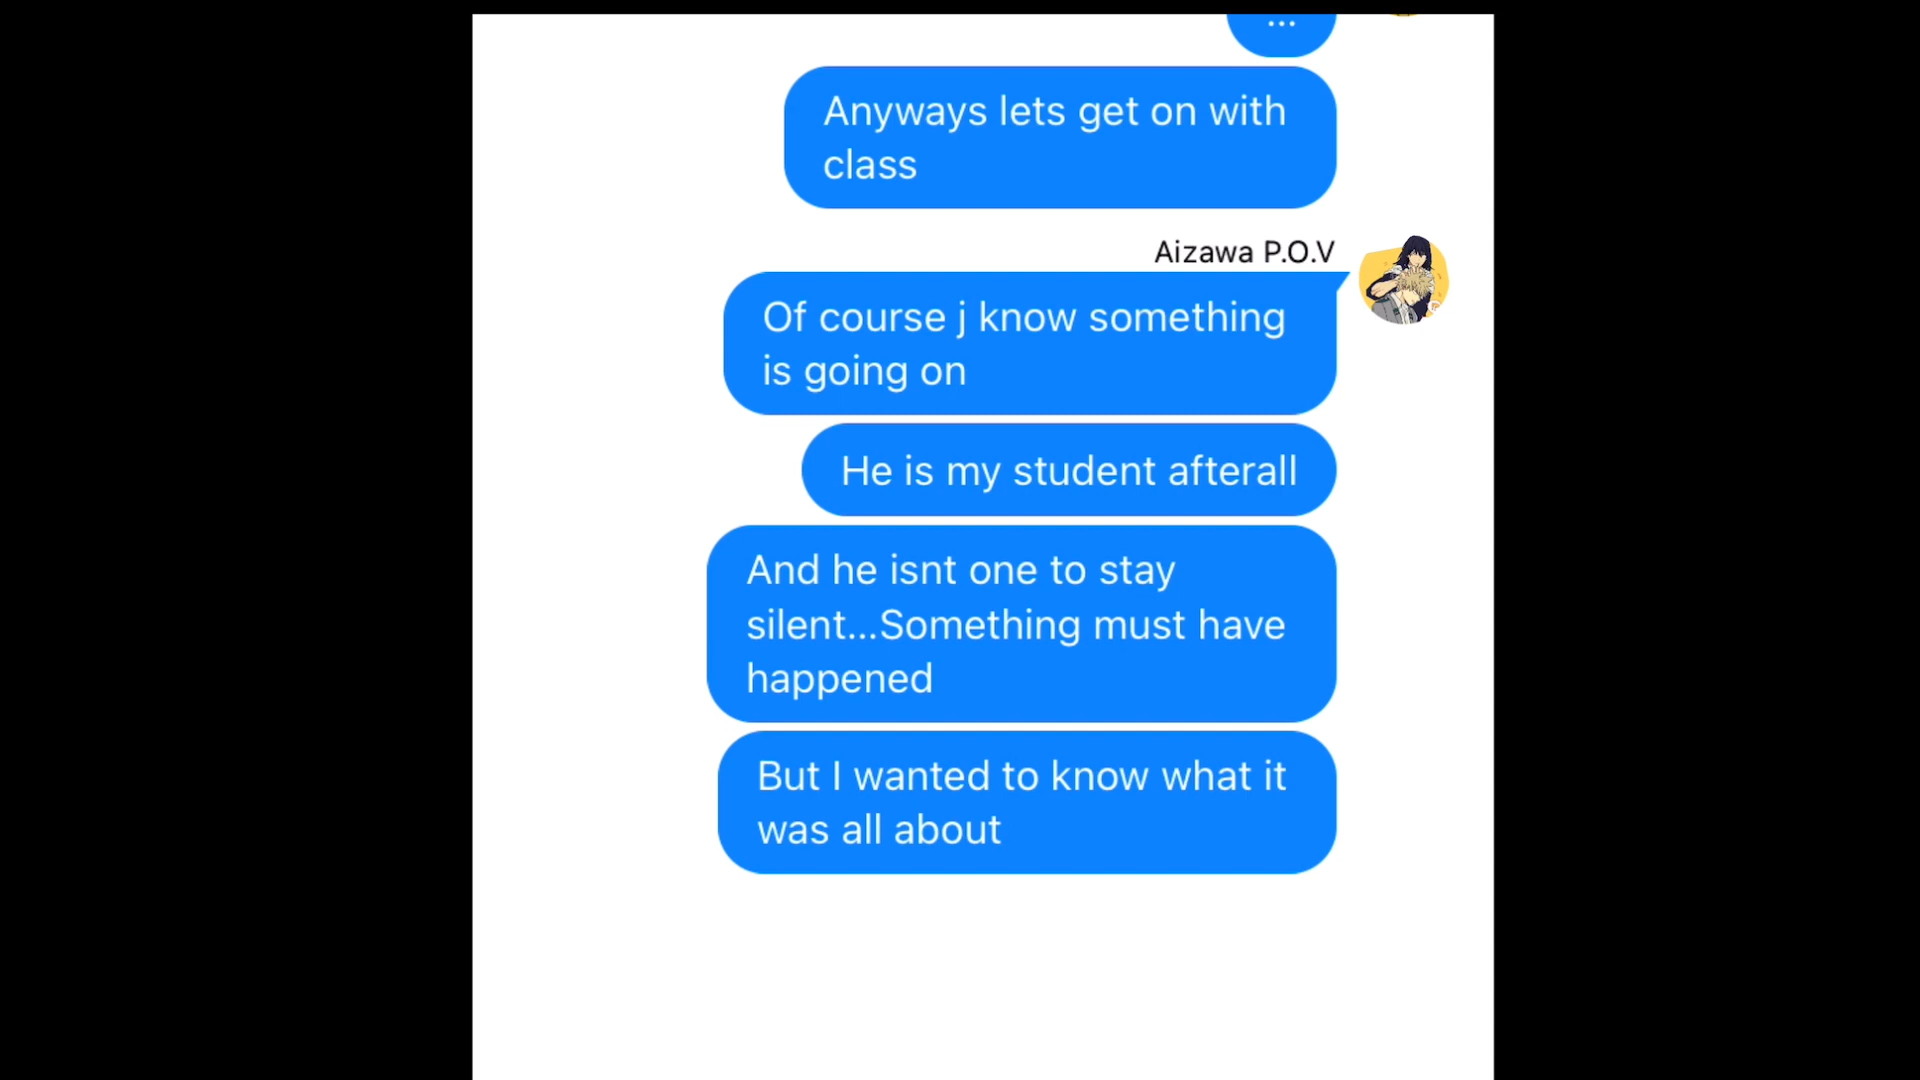 ...
Anyways lets get on with
class
Aizawa P.O.V
Of course j know something
is going on
He is my student afterall
And he isnt one to stay
silent...Something must have
happened
But I wanted to know what it
was all about